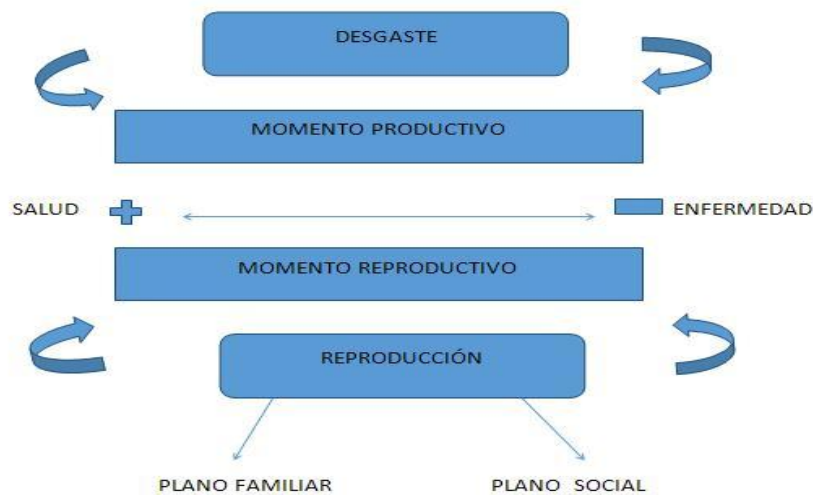 DESGASTE
MOMENTO PRODUCTIVO
SALUD
ENFERMEDAD
MOMENTO REPRODUCTIVO
REPRODUCCIÓN
PLANO FAMILIAR
PLANO SOCIAL